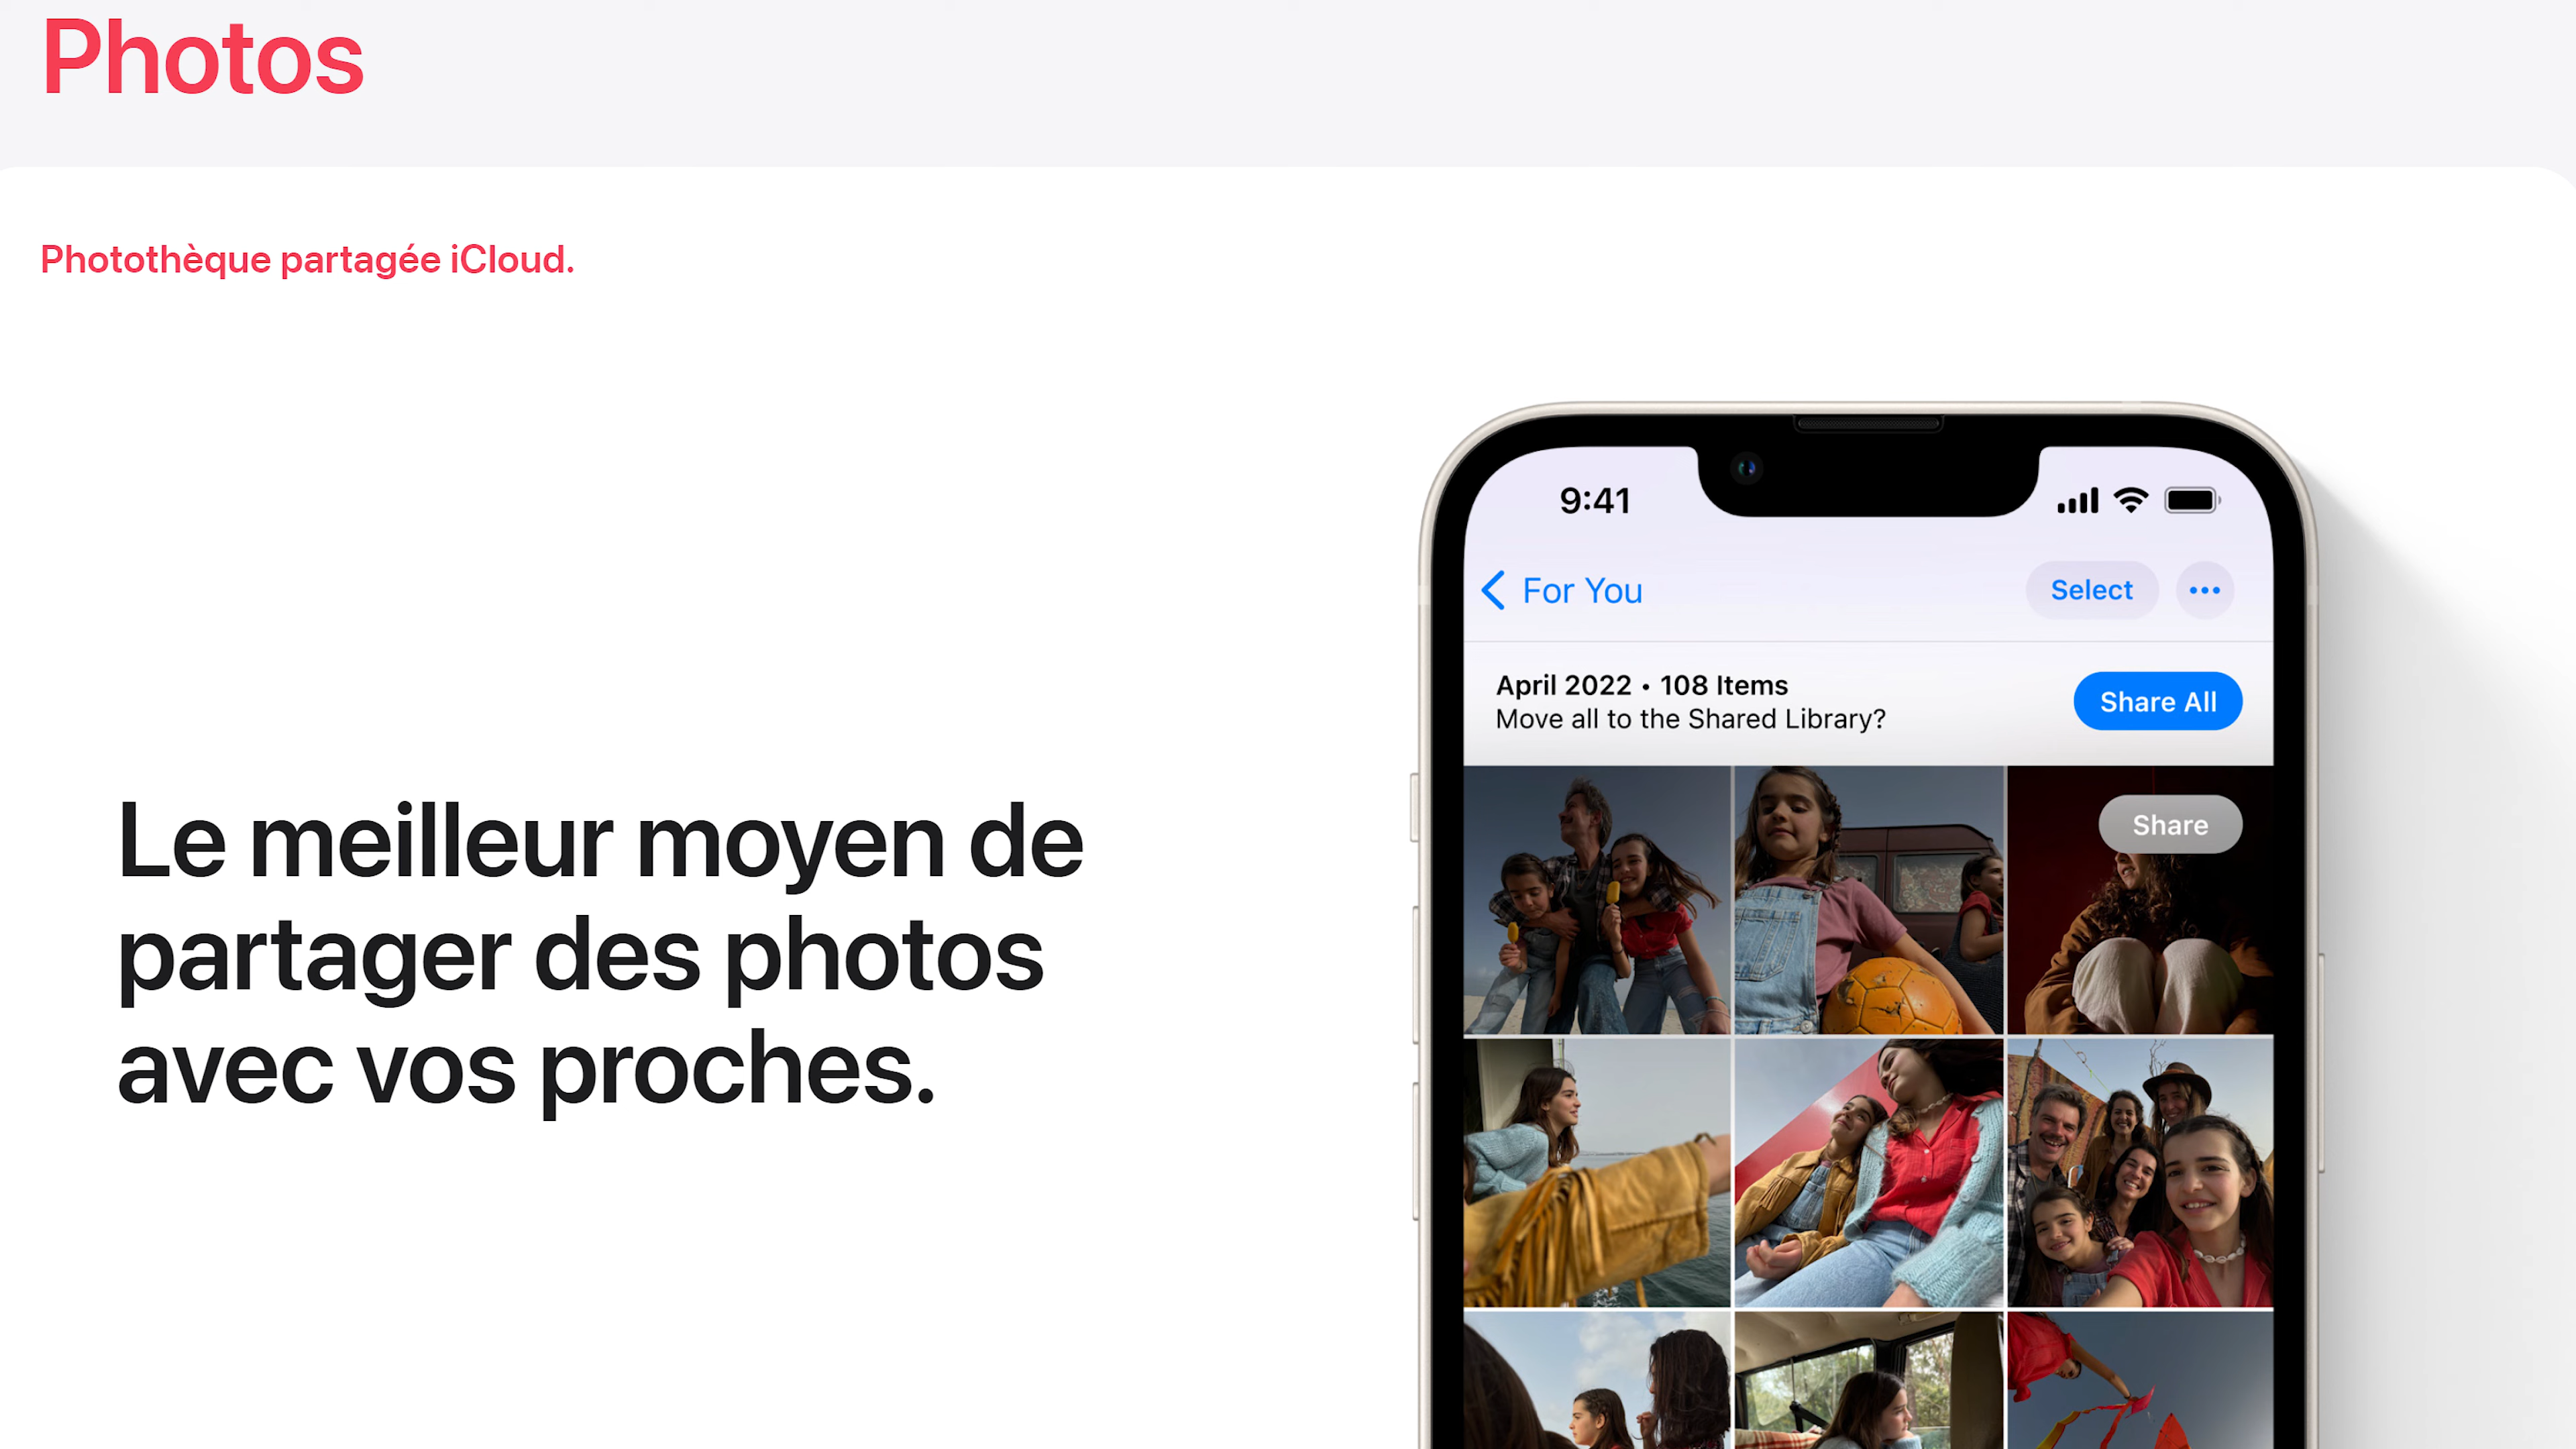 Photos
Photothèque partagée iCloud.
9:41
For You
Select
April 2022 • 108 Items
Move all to the Shared Library?
Share All
Share
Le meilleur moyen de
partager des photos
avec vos proches.